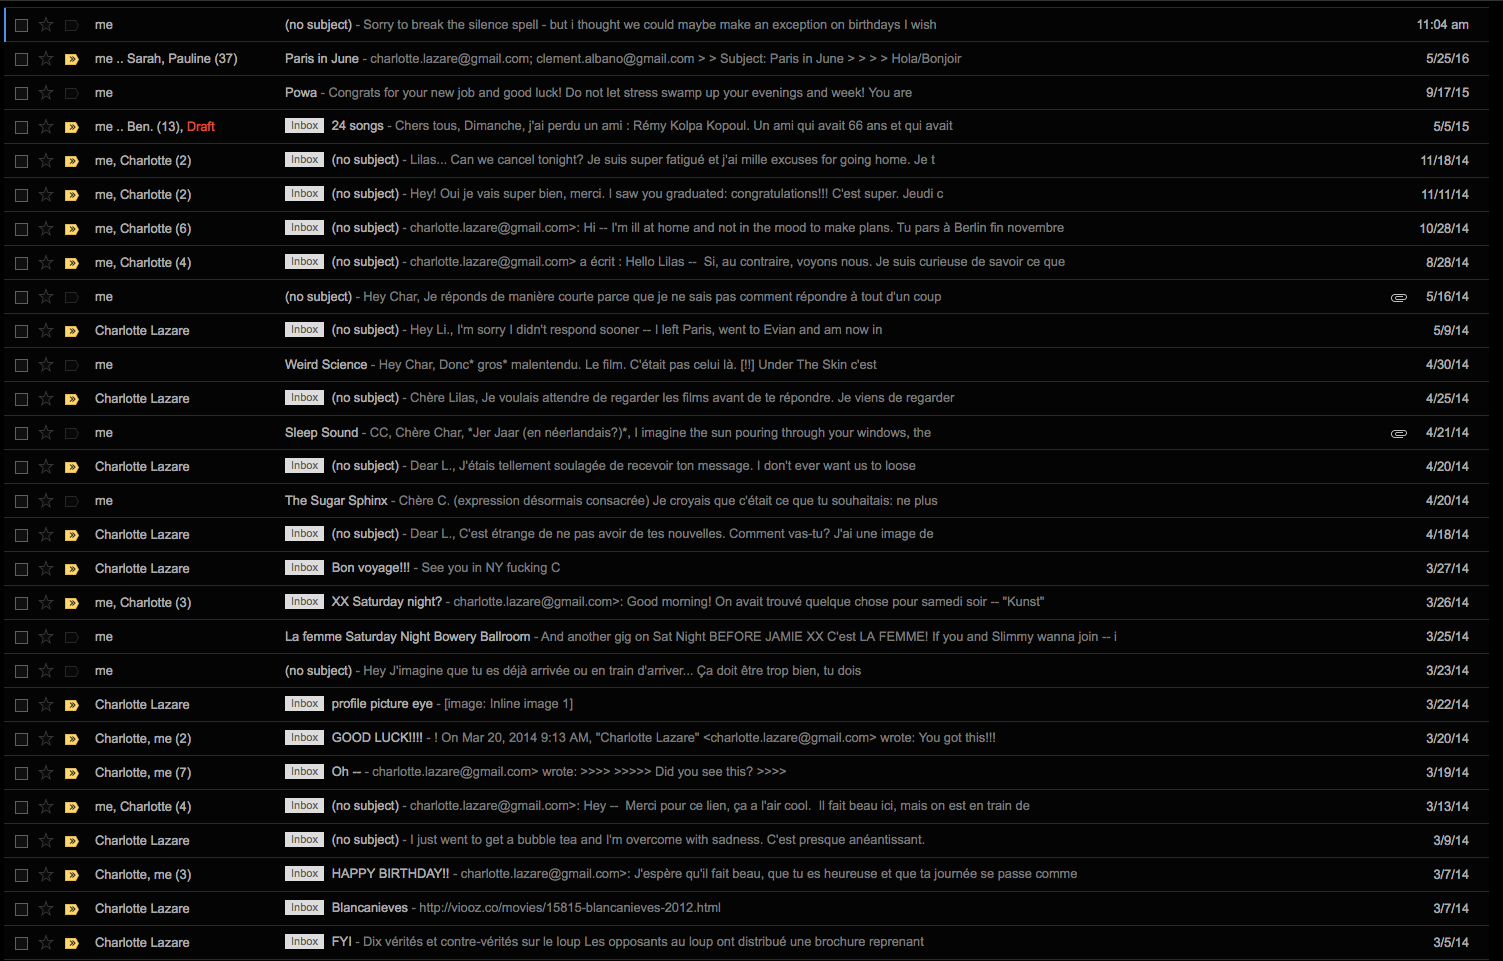 me (no subject) - Sorry to break the silence spell - but i thought we could maybe make an exception on birthdays I wish 11:04 am
me .. Sarah, Pauline (37) Paris in June - charlotte.lazare@gmail.com; clement.albano@gmail.com > > Subject: Paris in June > > > > Hola/Bonjoir 5/25/16
me Powa - Congrats for your new job and good luck! Do not let stress swamp up your evenings and week! You are 9/17/15
me .. Ben. (13), Draft Inbox 24 songs - Chers tous, Dimanche, j'ai perdu un ami : Rémy Kolpa Kopoul. Un ami qui avait 66 ans et qui avait 5/5/15
me, Charlotte (2) Inbox (no subject) - Lilas... Can we cancel tonight? Je suis super fatigué et j'ai mille excuses for going home. Je t 11/18/14
me, Charlotte (2) Inbox (no subject) - Hey! Oui je vais super bien, merci. I saw you graduated: congratulations!!! C'est super. Jeudi c 11/11/14
me, Charlotte (6) Inbox (no subject) - charlotte.lazare@gmail.com>: Hi -- I'm ill at home and not in the mood to make plans. Tu pars à Berlin fin novembre 10/28/14
me, Charlotte (4) Inbox (no subject) - charlotte.lazare@gmail.com> a écrit : Hello Lilas -- Si, au contraire, voyons nous. Je suis curieuse de savoir ce que 8/28/14
me (no subject) - Hey Char, Je réponds de manière courte parce que je ne sais pas comment répondre à tout d'un coup 5/16/14
Charlotte Lazare Inbox (no subject) - Hey Li., I'm sorry I didn't respond sooner -- I left Paris, went to Evian and am now in 5/9/14
me Weird Science - Hey Char, Donc* gros* malentendu. Le film. C'était pas celui là. [!!] Under The Skin c'est 4/30/14
Charlotte Lazare Inbox (no subject) - Chère Lilas, Je voulais attendre de regarder les films avant de te répondre. Je viens de regarder 4/25/14
me Sleep Sound - CC, Chère Char, *Jer Jaar (en néerlandais?)*, I imagine the sun pouring through your windows, the 4/21/14
Charlotte Lazare Inbox (no subject) - Dear L., J'étais tellement soulagée de recevoir ton message. I don't ever want us to loose 4/20/14
me The Sugar Sphinx - Chère C. (expression désormais consacrée) Je croyais que c'était ce que tu souhaitais: ne plus 4/20/14
Charlotte Lazare Inbox (no subject) - Dear L., C'est étrange de ne pas avoir de tes nouvelles. Comment vas-tu? J'ai une image de 4/18/14
Charlotte Lazare Inbox Bon voyage!!! - See you in NY fucking C 3/27/14
me, Charlotte (3) Inbox XX Saturday night? - charlotte.lazare@gmail.com>: Good morning! On avait trouvé quelque chose pour samedi soir -- "Kunst" 3/26/14
me La femme Saturday Night Bowery Ballroom - And another gig on Sat Night BEFORE JAMIE XX C'est LA FEMME! If you and Slimmy wanna join -- i 3/25/14
me (no subject) - Hey J'imagine que tu es déjà arrivée ou en train d'arriver... Ça doit être trop bien, tu dois 3/23/14
Charlotte Lazare Inbox profile picture eye - [image: Inline image 1] 3/22/14
Charlotte, me (2) Inbox GOOD LUCK!!!! - ! On Mar 20, 2014 9:13 AM, "Charlotte Lazare" <charlotte.lazare@gmail.com> wrote: You got this!!! 3/20/14
Charlotte, me (7) Inbox Oh -- - charlotte.lazare@gmail.com> wrote: >>>> >>>>> Did you see this? >>>> 3/19/14
me, Charlotte (4) Inbox (no subject) - charlotte.lazare@gmail.com>: Hey -- Merci pour ce lien, ça a l'air cool. Il fait beau ici, mais on est en train de 3/13/14
Charlotte Lazare Inbox (no subject) - I just went to get a bubble tea and I'm overcome with sadness. C'est presque anéantissant. 3/9/14
Charlotte, me (3) Inbox HAPPY BIRTHDAY!! - charlotte.lazare@gmail.com>: J'espère qu'il fait beau, que tu es heureuse et que ta journée se passe comme 3/7/14
Charlotte Lazare Inbox Blancanieves - http://viooz.co/movies/15815-blancanieves-2012.html 3/7/14
Charlotte Lazare Inbox FYI - Dix vérités et contre-vérités sur le loup Les opposants au loup ont distribué une brochure reprenant 3/5/14